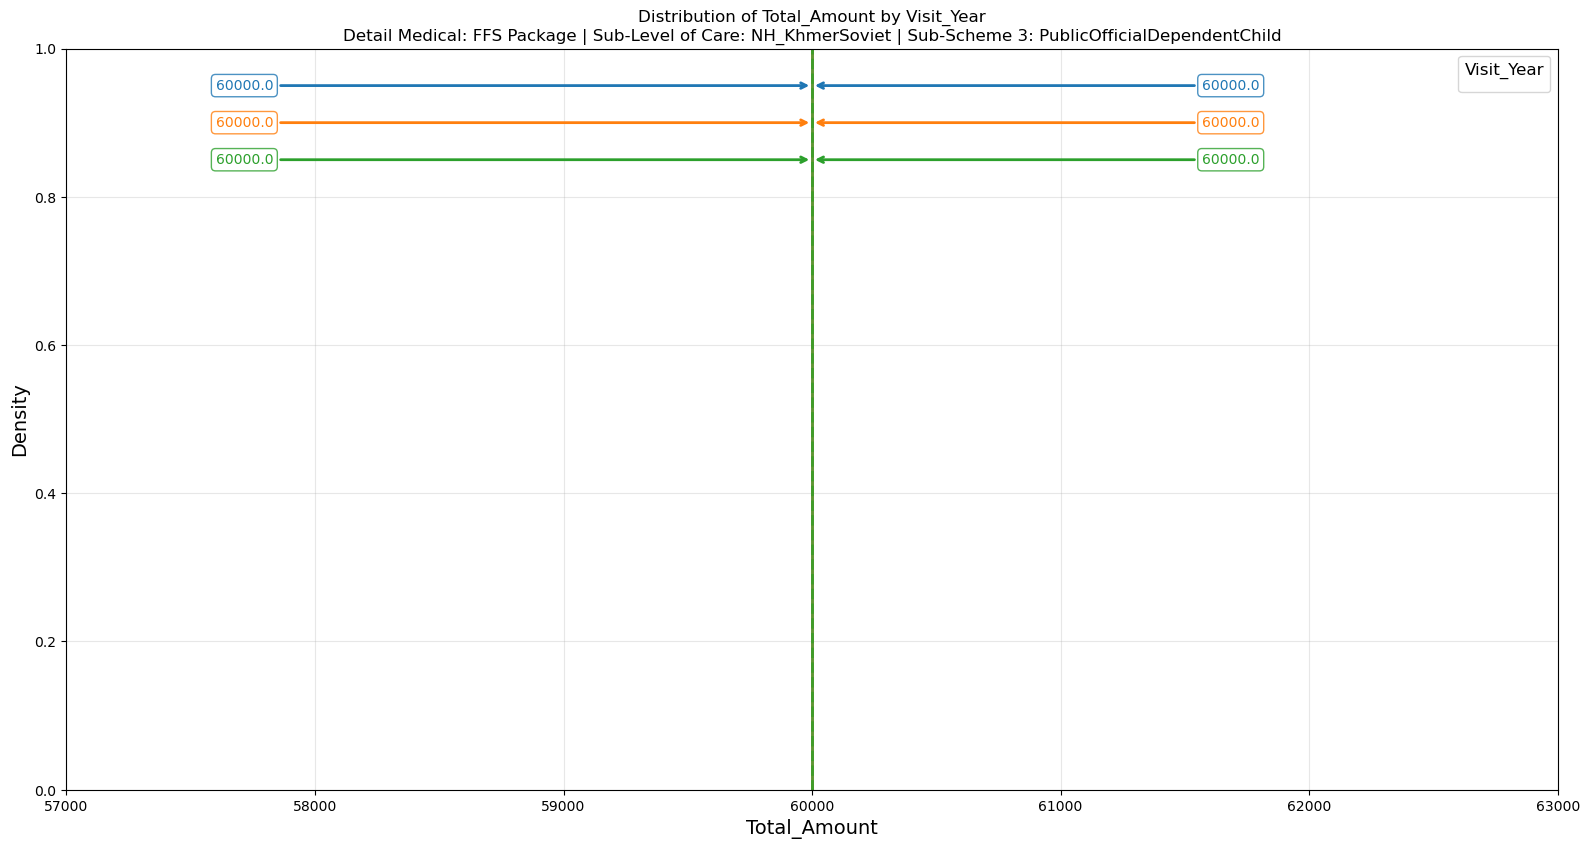 Distribution of Total_Amount by Visit_Year
Detail Medical: FFS Package | Sub-Level of Care: NH_KhmerSoviet | Sub-Scheme 3: PublicOfficialDependentChild
Visit_Year
60000.0 60000.0
60000.0 60000.0
60000.0 60000.0
1.0
0.8
0.6
0.4
0.2
0.0
Density
57000 58000 59000 60000 61000 62000 63000
Total_Amount